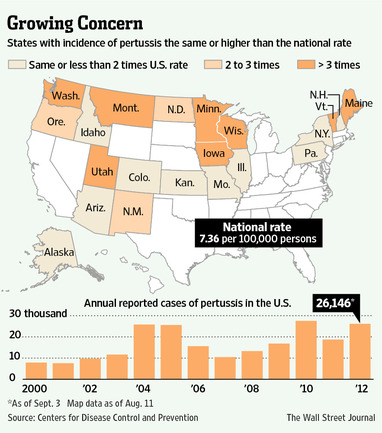 Growing Concern
States with incidence of pertussis the same or higher than the national rate
Same or less than 2 times U.S. rate 2 to 3 times > 3 times
Wash.
Mont.
N.D.
Minn.
N.H.
Vt.
Maine
Ore.
Idaho
Wis.
N.Y.
Iowa
Pa.
Utah
Colo.
Kan.
Mo.
Ill.
Ariz.
N.M.
National rate
7.36 per 100,000 persons
Alaska
Annual reported cases of pertussis in the U.S.
26,146*
30 thousand
20
10
0
2000 '02 '04 '06 '08 '10 '12
*As of Sept. 3 Map data as of Aug. 11
Source: Centers for Disease Control and Prevention The Wall Street Journal